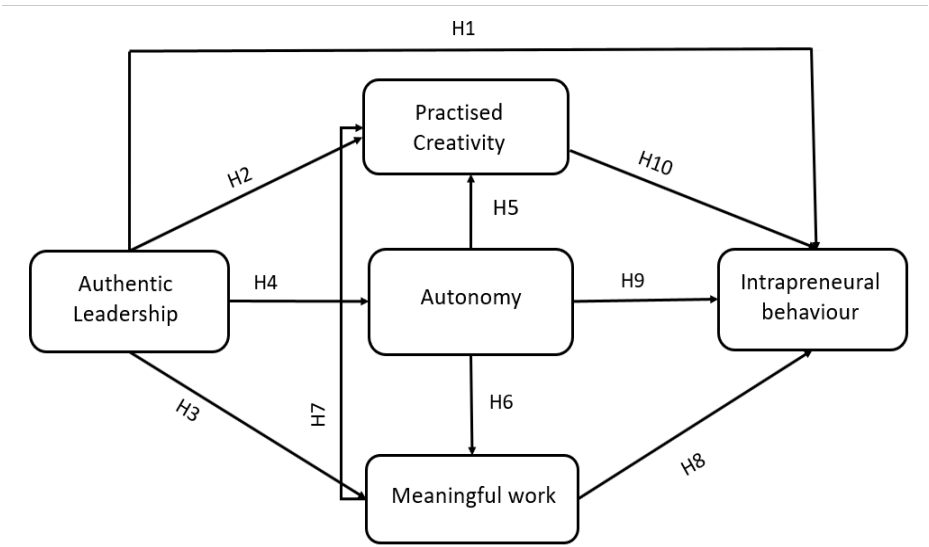 H1
Practised
Creativity
H2
H10
H5
Authentic
Leadership
H4
Autonomy
H9
Intrapreneural
behaviour
H3
H7
H6
H8
Meaningful work